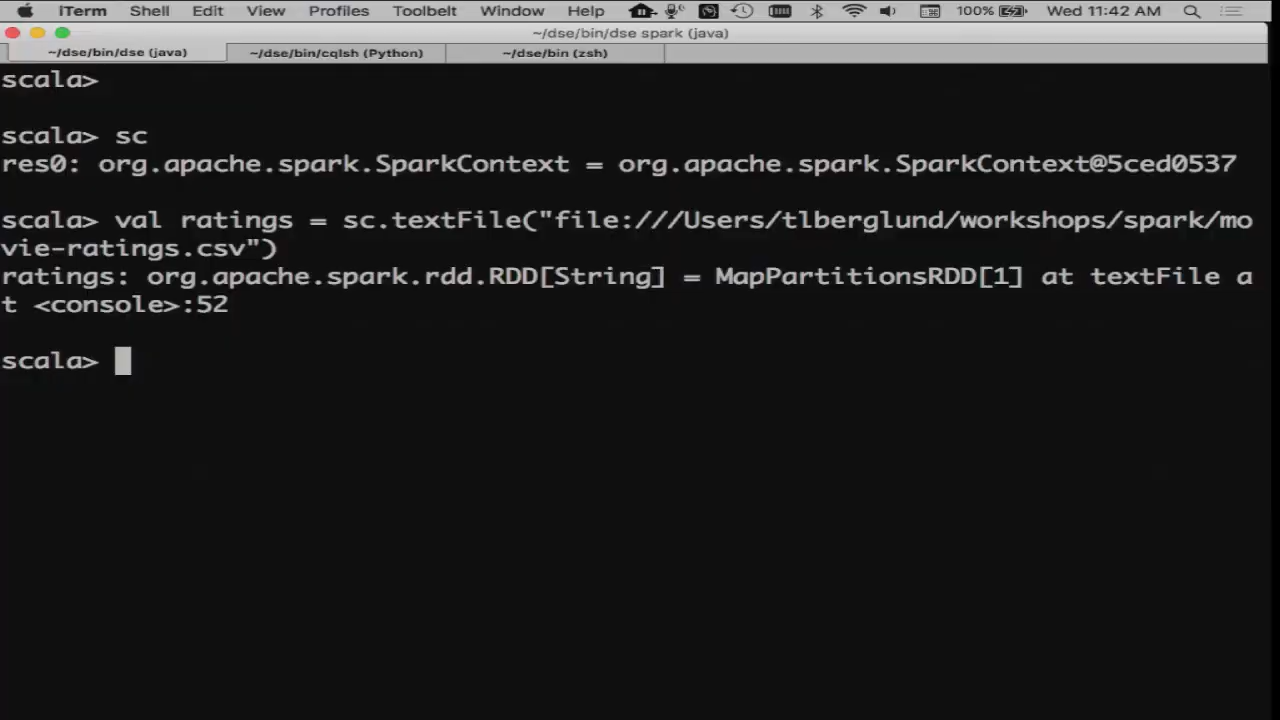 iTerm Shell Edit View Profiles Toolbelt Window Help 100% Wed 11:42 AM
~/dse/bin/dse spark (java)
~/dse/bin/dse (java) ~/dse/bin/cqlsh (Python) ~/dse/bin (zsh)
scala>
scala> sc
res0: org.apache.spark.SparkContext = org.apache.spark.SparkContext@5ced0537
scala> val ratings = sc.textFile("file:///Users/tlberglund/workshops/spark/mo
vie-ratings.csv")
ratings: org.apache.spark.rdd.RDD[String] = MapPartitionsRDD[1] at textFile a
t <console>:52
scala>